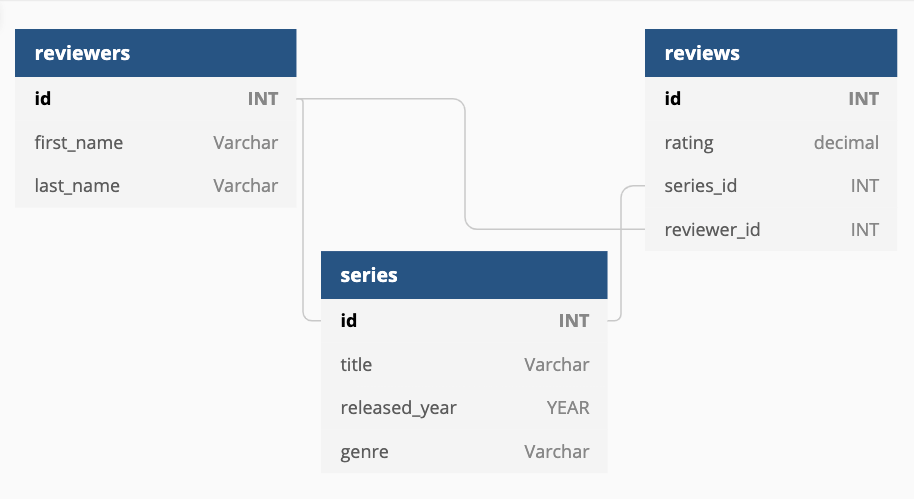 reviewers
id INT
first_name Varchar
last_name Varchar
reviews
id INT
rating decimal
series_id INT
reviewer_id INT
series
id INT
title Varchar
released_year YEAR
genre Varchar